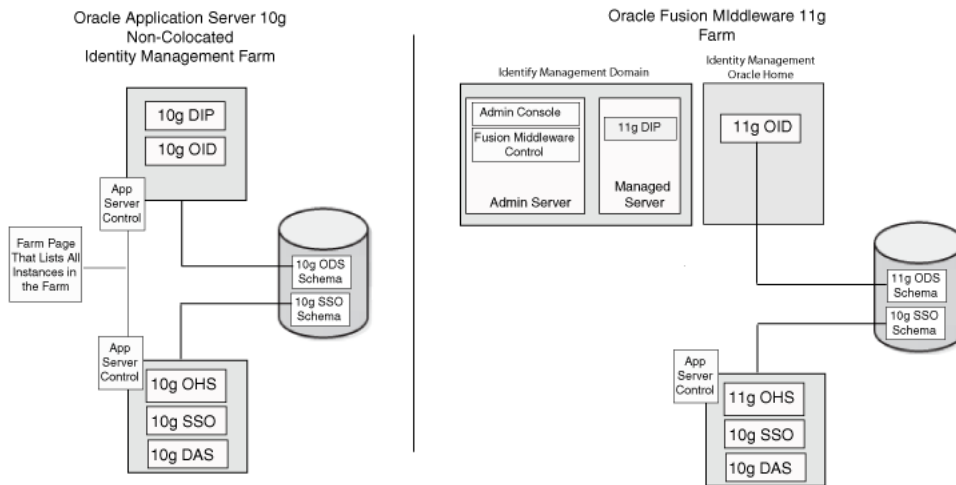 Oracle Application Server 10g
Non-Colocated
Identity Management Farm
10g DIP
10g OID
App
Server
Control
Farm Page
That Lists All
Instances in
the Farm
10g ODS
Schema
10g SSO
Schema
App
Server
Control
10g OHS
10g SSO
10g DAS
Oracle Fusion MIddleware 11g
Farm
Identify Management Domain
Identity Management
Oracle Home
Admin Console
Fusion Middleware
Control
Admin Server
11g DIP
Managed
Server
11g OID
11g ODS
Schema
10g SSO
Schema
App
Server
Control
11g OHS
10g SSO
10g DAS